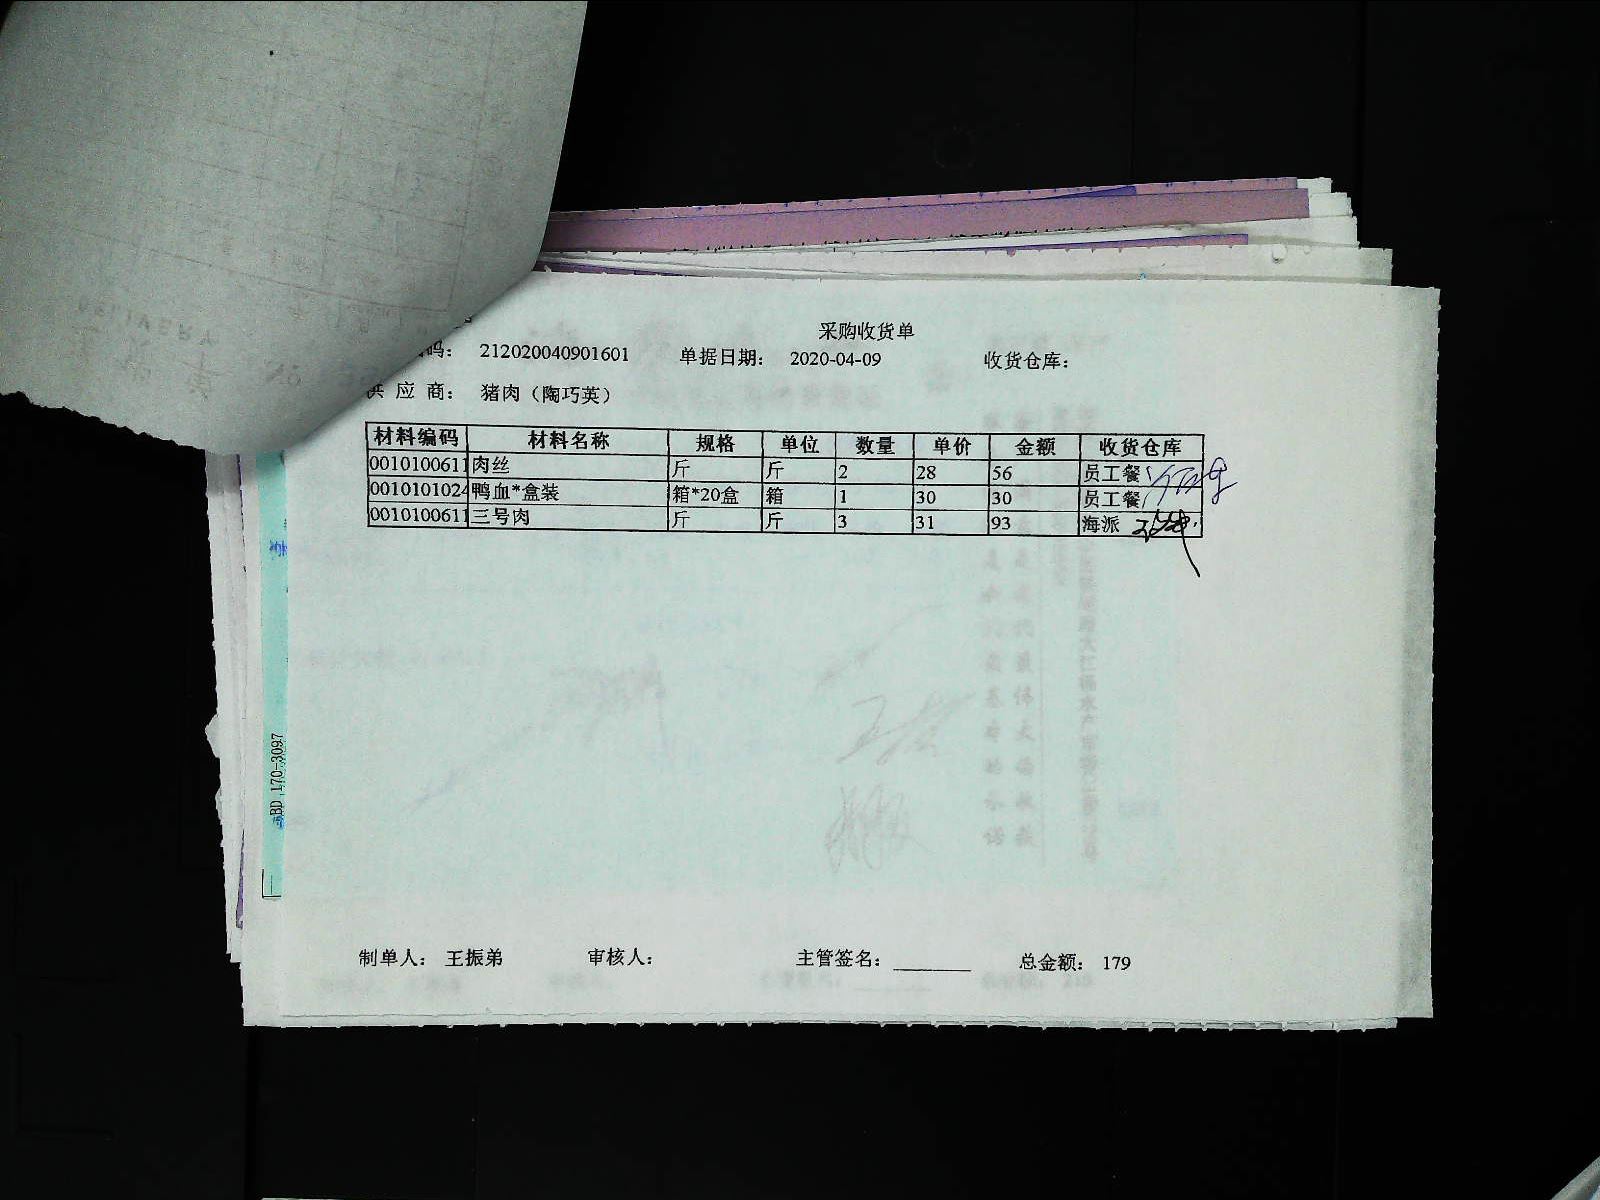 采购收货单
码： 212020040901601 单据日期： 2020-04-09 收货仓库：
供 应 商： 猪肉（陶巧英）
材料编码 材料名称 规格 单位 数量 单价 金额 收货仓库
0010100611 肉丝 斤 斤 2 28 56 员工餐
0010101024 鸭血*盒装 箱*20盒 箱 1 30 30 员工餐
0010100611 三号肉 斤 斤 3 31 93 海派
BD 170-3097
制单人： 王振弟 审核人： 主管签名： 总金额： 179